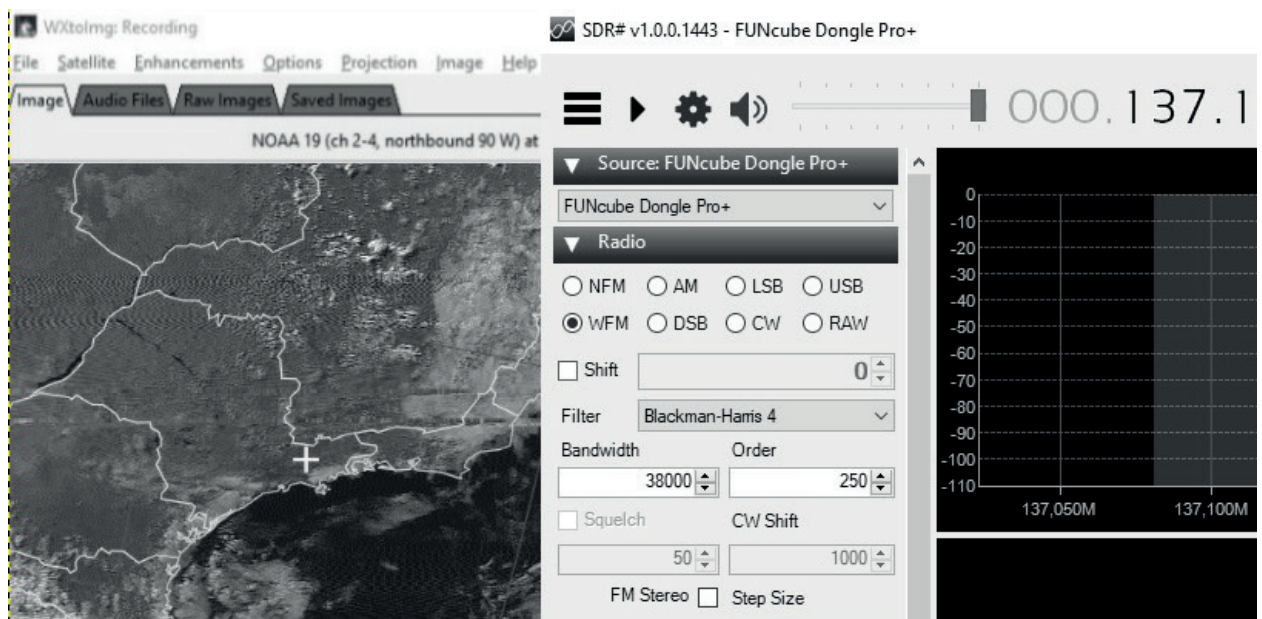 WXtoImg: Recording
File Satellite Enhancements Options Projection Image Help
Image Audio Files Raw Images Saved Images
NOAA 19 (ch 2-4, northbound 90 W) at
SDR# v1.0.0.1443 - FUNcube Dongle Pro+
000.137.1
Source: FUNcube Dongle Pro+
FUNcube Dongle Pro+
Radio
NFM AM LSB USB
WFM DSB CW RAW
Shift 0
Filter Blackman-Harris 4
Bandwidth Order
38000 250
Squelch CW Shift
50 1000
FM Stereo Step Size
0
-10
-20
-30
-40
-50
-60
-70
-80
-90
-100
-110
137,050M 137,100M